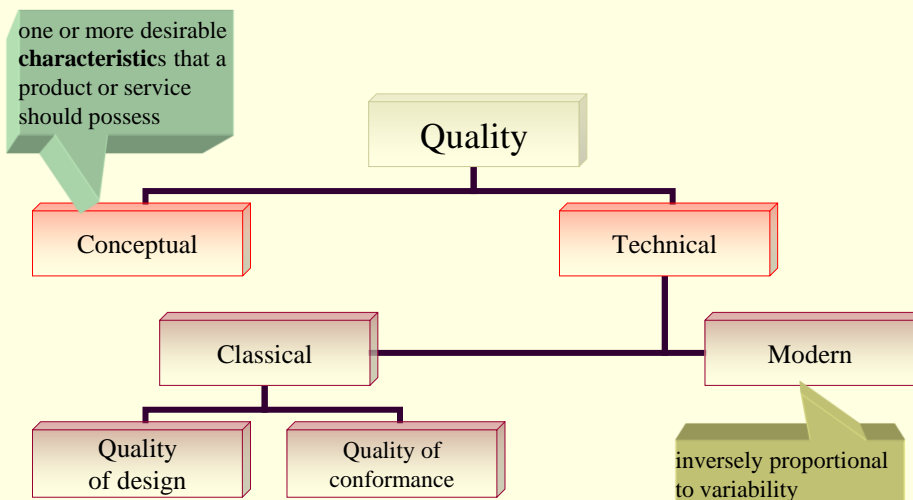 one or more desirable
characteristics that a
product or service
should possess
Quality
Conceptual
Technical
Classical
Modern
Quality
of design
Quality of
conformance
inversely proportional
to variability